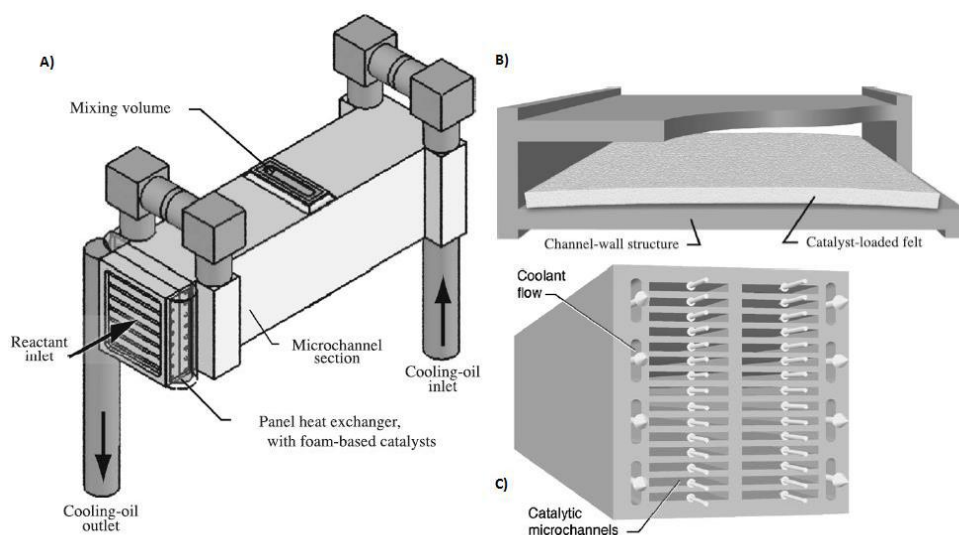 A)
Mixing volume
Reactant
inlet
Microchannel
section
Cooling-oil
inlet
Panel heat exchanger,
with foam-based catalysts
Cooling-oil
outlet
B)
Channel-wall structure
Catalyst-loaded felt
Coolant
flow
C)
Catalytic
microchannels